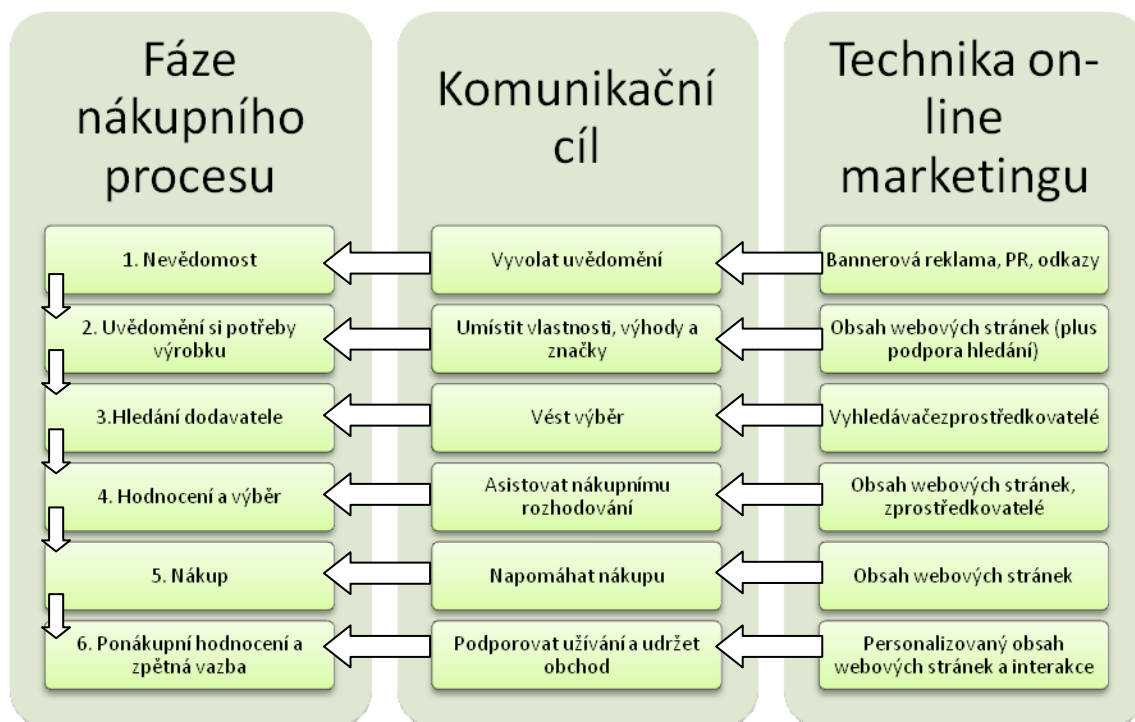 Fáze
nákupního
procesu
Komunikační
cíl
Technika on-
line
marketingu
1. Nevědomost
Vyvolat uvědomění
Bannerová reklama, PR, odkazy
2. Uvědomění si potřeby
výrobku
Umístit vlastnosti, výhody a
značky
Obsah webových stránek (plus
podpora hledání)
3.Hledání dodavatele
Vést výběr
Vyhledávačezprostředkovatelé
4. Hodnocení a výběr
Asistovat nákupnímu
rozhodování
Obsah webových stránek,
zprostředkovatelé
5. Nákup
Napomáhat nákupu
Obsah webových stránek
6. Ponákupní hodnocení a
zpětná vazba
Podporovat užívání a udržet
obchod
Personalizovaný obsah
webových stránek a interakce